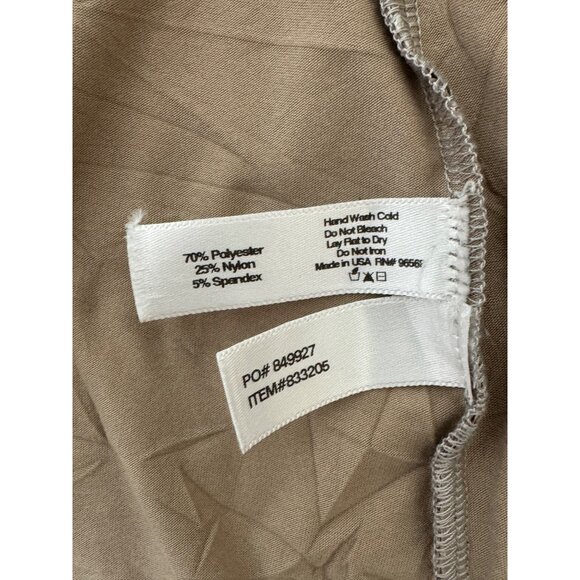 70% Polyester
25% Nylon
5% Spandex
Hand Wash Cold
Do Not Bleach
Lay Flat to Dry
Do Not Iron
Made in USA RN#
PO# 849927
ITEM#833205